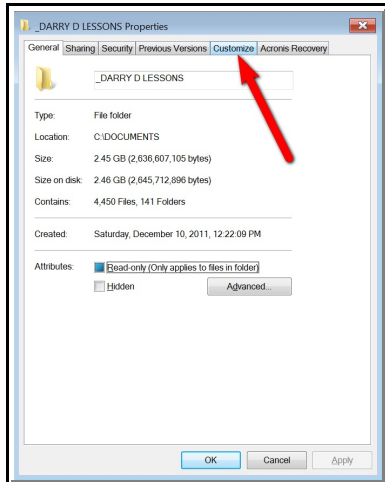 _DARRY D LESSONS Properties
General Sharing Security Previous Versions Customize Acronis Recovery
_DARRY D LESSONS
Type: File folder
Location: C:\DOCUMENTS
Size: 2.45 GB (2,636,607,105 bytes)
Size on disk: 2.46 GB (2,645,712,896 bytes)
Contains: 4,450 Files, 141 Folders
Created: Saturday, December 10, 2011, 12:22:09 PM
Attributes: Read-only (Only applies to files in folder)
Hidden Advanced...
OK Cancel Apply